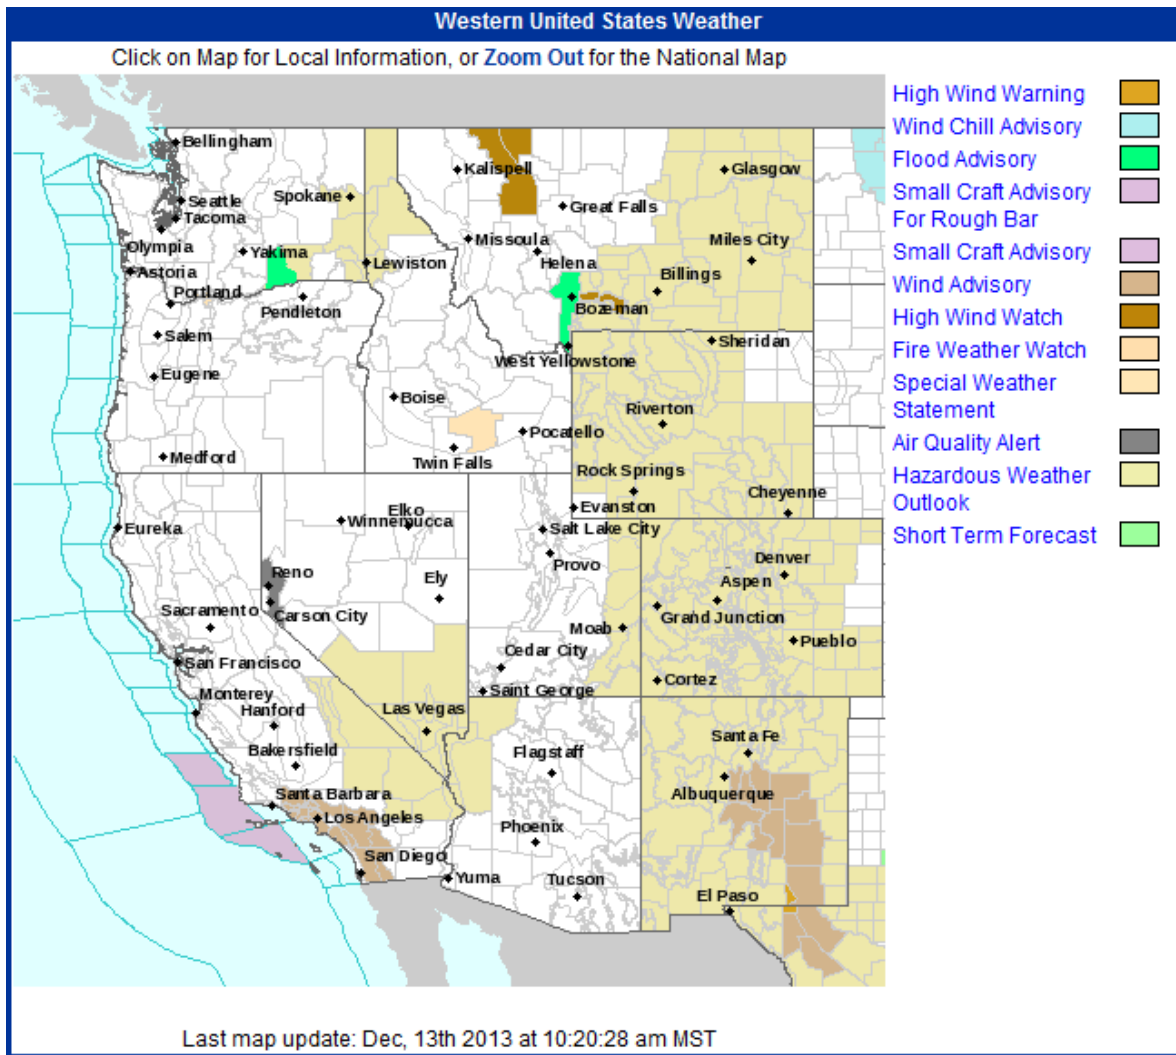 Western United States Weather
Click on Map for Local Information, or Zoom Out for the National Map
High Wind Warning
Wind Chill Advisory
Flood Advisory
Small Craft Advisory
For Rough Bar
Small Craft Advisory
Wind Advisory
High Wind Watch
Fire Weather Watch
Special Weather
Statement
Air Quality Alert
Hazardous Weather
Outlook
Short Term Forecast
Bellingham
Kalispell
Glasgow
Spokane
Seattle
Great Falls
Tacoma
Olympia
Yakima
Missoula
Miles City
Helena
Lewiston
Astoria
Billings
Portland
Pendleton
Bozeman
Salem
Sheridan
West Yellowstone
Eugene
Boise
Riverton
Pocatello
Medford
Twin Falls
Rock Springs
Cheyenne
Evanston
Elko
Winnemucca
Eureka
Salt Lake City
Provo
Denver
Reno
Ely
Aspen
Sacramento
Carson City
Grand Junction
Moab
Pueblo
Cedar City
San Francisco
Cortez
Saint George
Monterey
Hanford
Las Vegas
Santa Fe
Bakersfield
Flagstaff
Albuquerque
Santa Barbara
Los Angeles
Phoenix
San Diego
Yuma
Tucson
El Paso
Last map update: Dec, 13th 2013 at 10:20:28 am MST